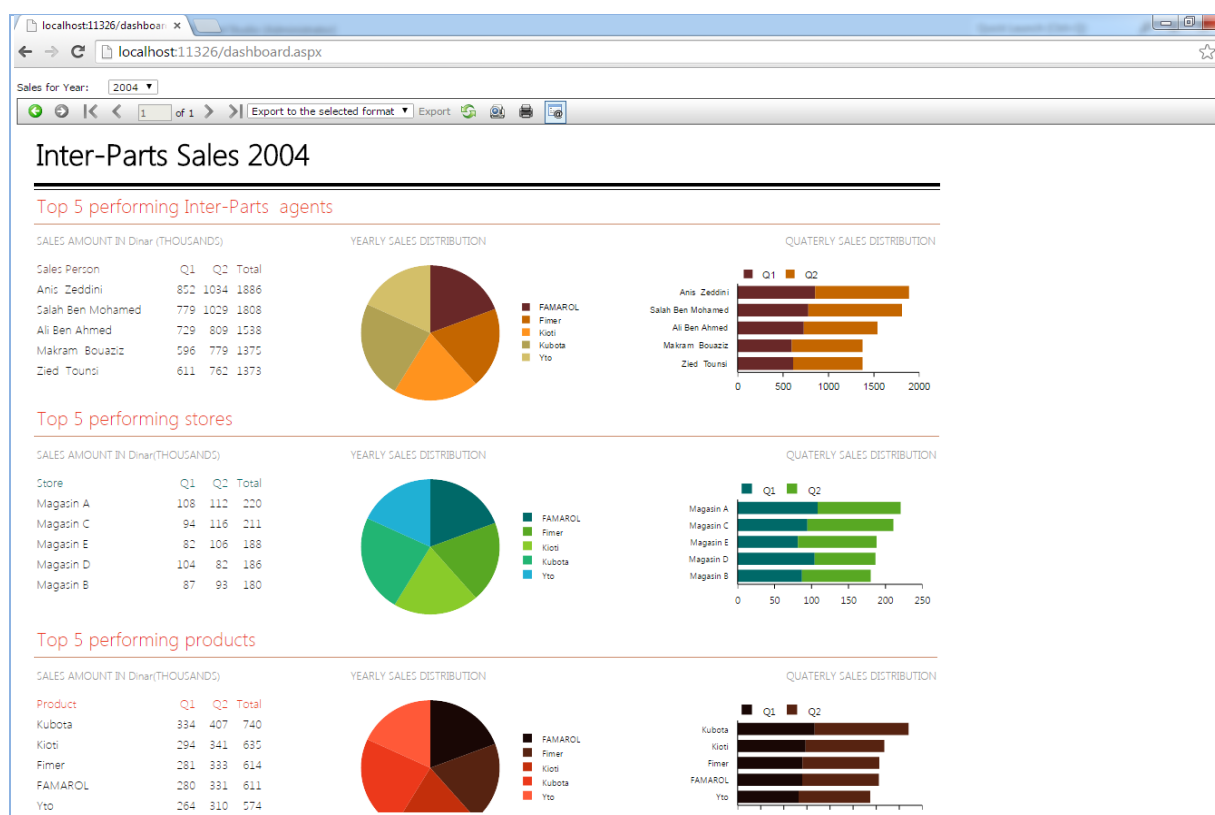 localhost:11326/dashboar
localhost:11326/dashboard.aspx
Sales for Year: 2004
1 of 1 Export to the selected format Export
Inter-Parts Sales 2004
Top 5 performing Inter-Parts agents
SALES AMOUNT IN Dinar (THOUSANDS)
Sales Person Q1 Q2 Total
Anis Zeddini 852 1034 1886
Salah Ben Mohamed 779 1029 1808
Ali Ben Ahmed 729 809 1538
Makram Bouaziz 596 779 1375
Zied Tounsi 611 762 1373
YEARLY SALES DISTRIBUTION
FAMAROL
Fimer
Kioti
Kubota
Yto
QUATERLY SALES DISTRIBUTION
Q1 Q2
Anis Zeddini
Salah Ben Mohamed
Ali Ben Ahmed
Makram Bouaziz
Zied Tounsi
0 500 1000 1500 2000
Top 5 performing stores
SALES AMOUNT IN Dinar(THOUSANDS)
Store Q1 Q2 Total
Magasin A 108 112 220
Magasin C 94 116 211
Magasin E 82 106 188
Magasin D 104 82 186
Magasin B 87 93 180
YEARLY SALES DISTRIBUTION
FAMAROL
Fimer
Kioti
Kubota
Yto
QUATERLY SALES DISTRIBUTION
Q1 Q2
Magasin A
Magasin C
Magasin E
Magasin D
Magasin B
0 50 100 150 200 250
Top 5 performing products
SALES AMOUNT IN Dinar(THOUSANDS)
Product Q1 Q2 Total
Kubota 334 407 740
Kioti 294 341 635
Fimer 281 333 614
FAMAROL 280 331 611
Yto 264 310 574
YEARLY SALES DISTRIBUTION
FAMAROL
Fimer
Kioti
Kubota
Yto
QUATERLY SALES DISTRIBUTION
Q1 Q2
Kubota
Kioti
Fimer
FAMAROL
Yto